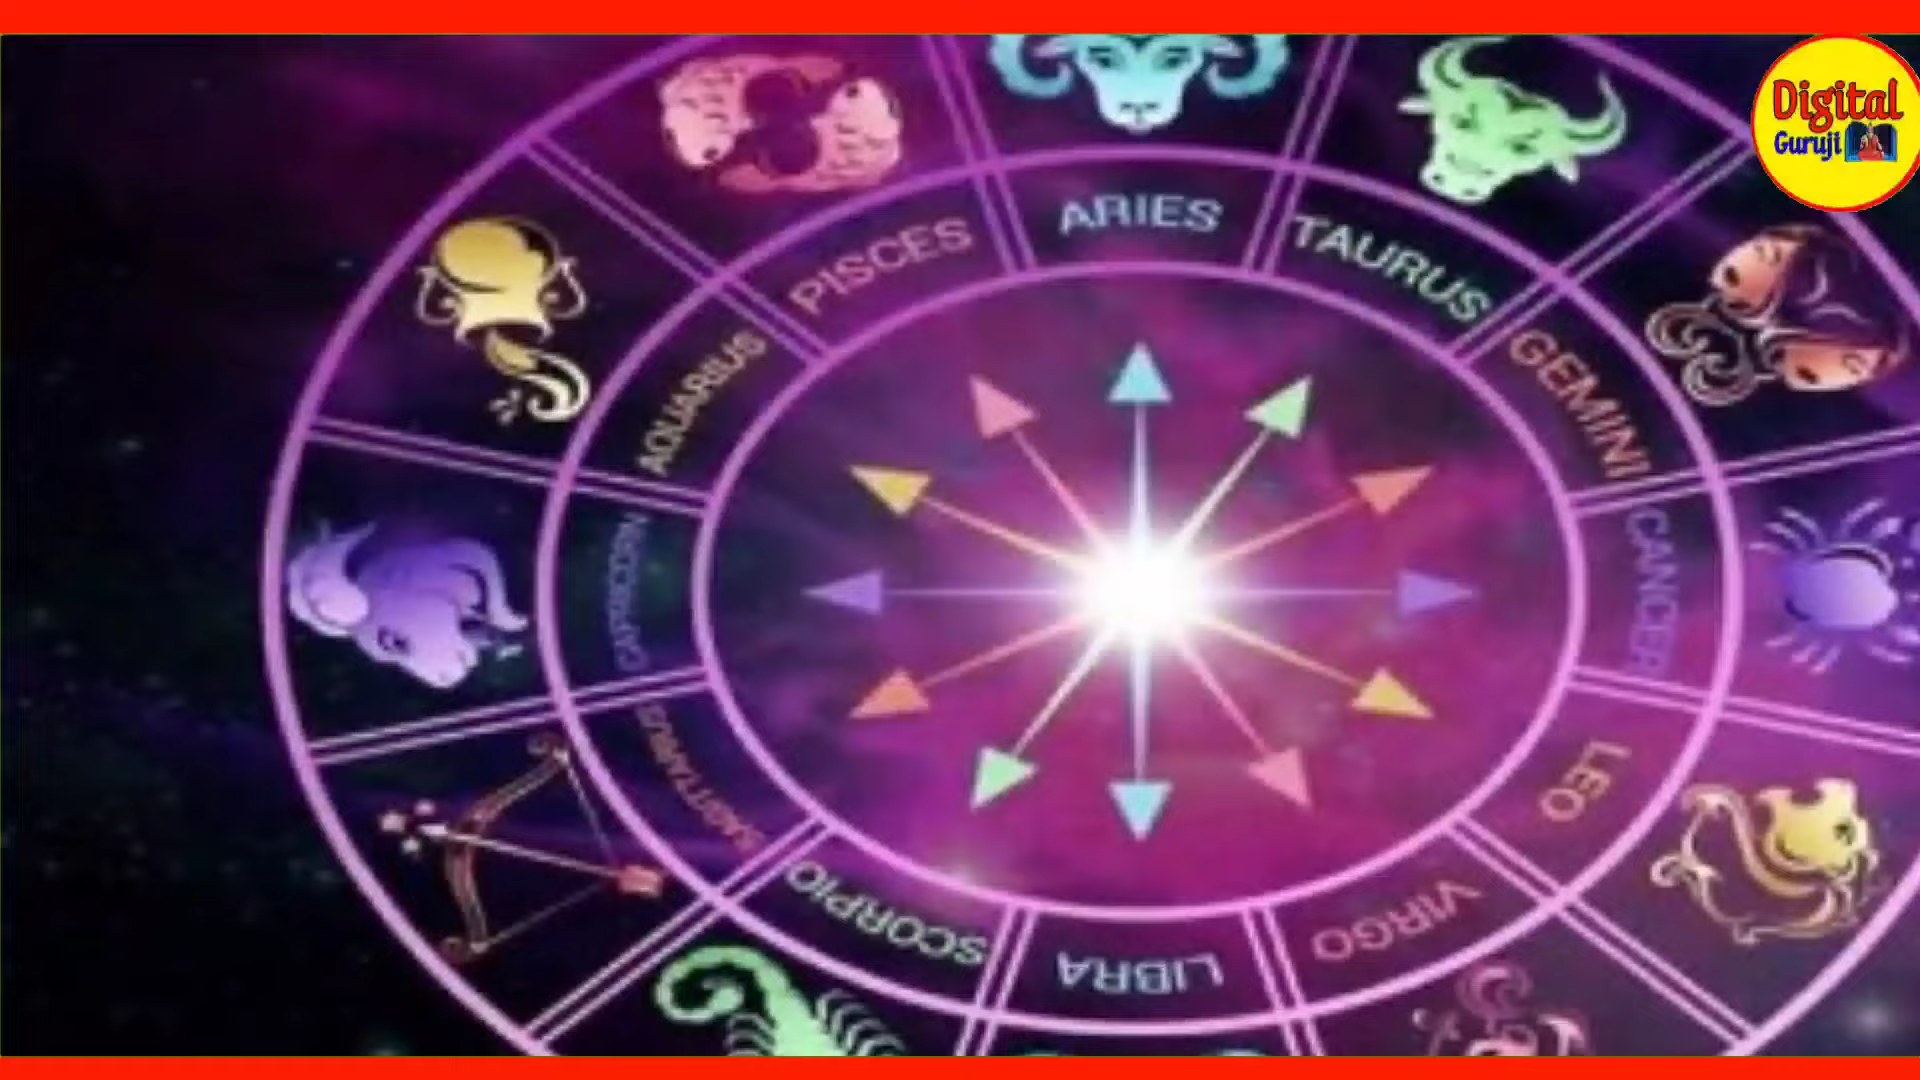 Digital
Guruji
ARIES
TAURUS
GEMINI
CANCER
LEO
VIRGO
LIBRA
SCORPIO
SAGITTARIUS
CAPRICORN
AQUARIUS
PISCES